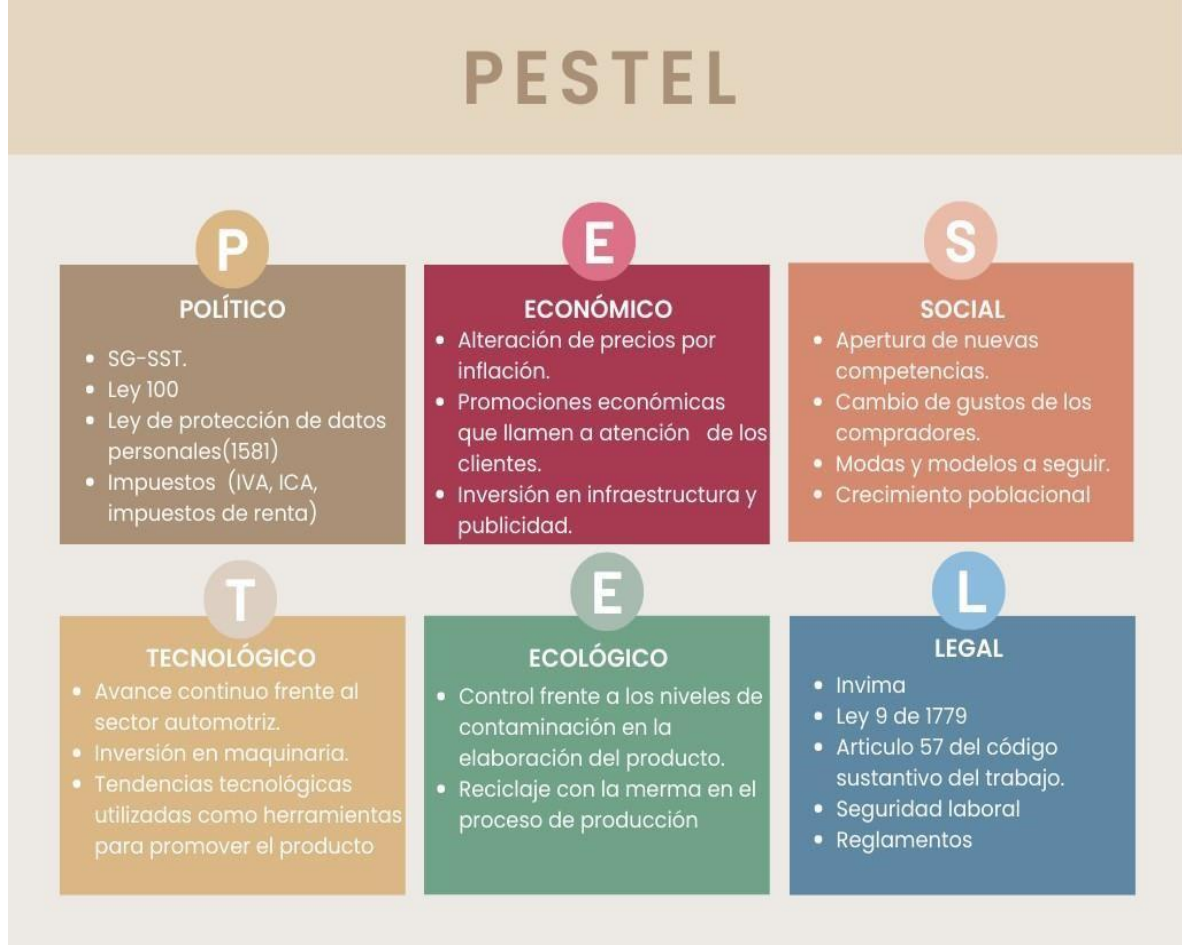 PESTEL
P
POLÍTICO
• SG-SST.
• Ley 100
• Ley de protección de datos
personales(1581)
• Impuestos (IVA, ICA,
impuestos de renta)
E
ECONÓMICO
• Alteración de precios por
inflación.
• Promociones económicas
que llamen a atención de los
clientes.
• Inversión en infraestructura y
publicidad.
S
SOCIAL
• Apertura de nuevas
competencias.
• Cambio de gustos de los
compradores.
• Modas y modelos a seguir.
• Crecimiento poblacional
T
TECNOLÓGICO
• Avance continuo frente al
sector automotriz.
• Inversión en maquinaria.
• Tendencias tecnológicas
utilizadas como herramientas
para promover el producto
E
ECOLÓGICO
• Control frente a los niveles de
contaminación en la
elaboración del producto.
• Reciclaje con la merma en el
proceso de producción
L
LEGAL
• Invima
• Ley 9 de 1779
• Articulo 57 del código
sustantivo del trabajo.
• Seguridad laboral
• Reglamentos